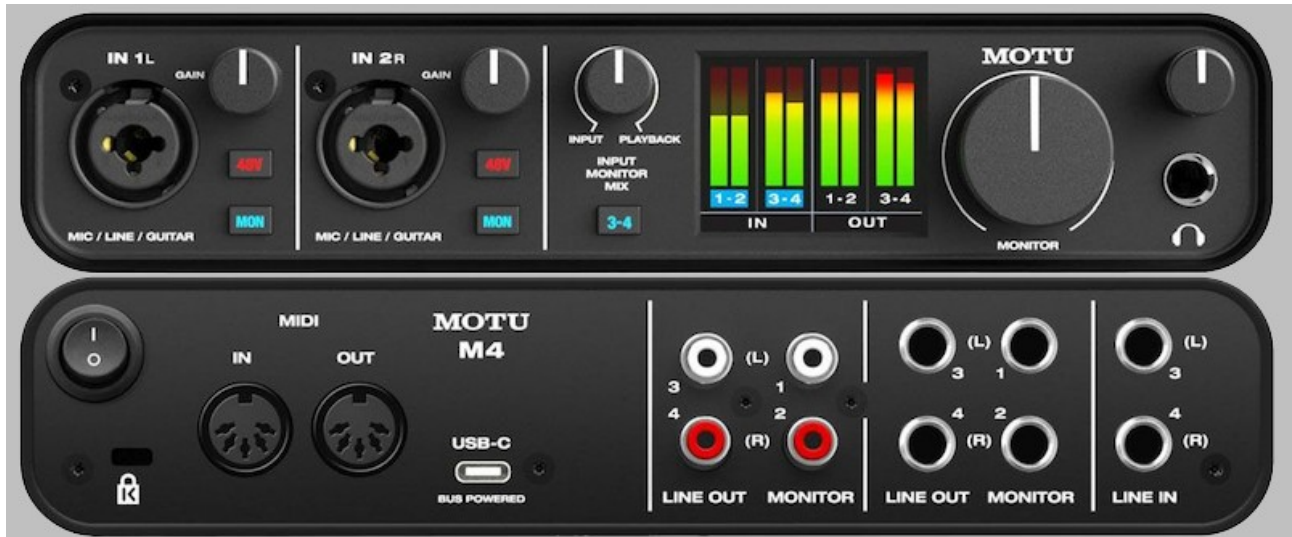 IN 1L
GAIN
48V
MON
MIC / LINE / GUITAR
IN 2R
GAIN
48V
MON
MIC / LINE / GUITAR
INPUT PLAYBACK
INPUT
MONITOR
MIX
3-4
1-2 3-4 1-2 3-4
IN OUT
MOTU
MONITOR
I
O
K
MIDI
IN OUT
MOTU
M4
USB-C
BUS POWERED
(L)
3 1
4 2
(R)
LINE OUT MONITOR
(L)
3 1
4 2
(R)
LINE OUT MONITOR
(L)
3
4
(R)
LINE IN